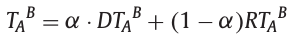 T_A^B = α · DT_A^B + (1 − α)RT_A^B